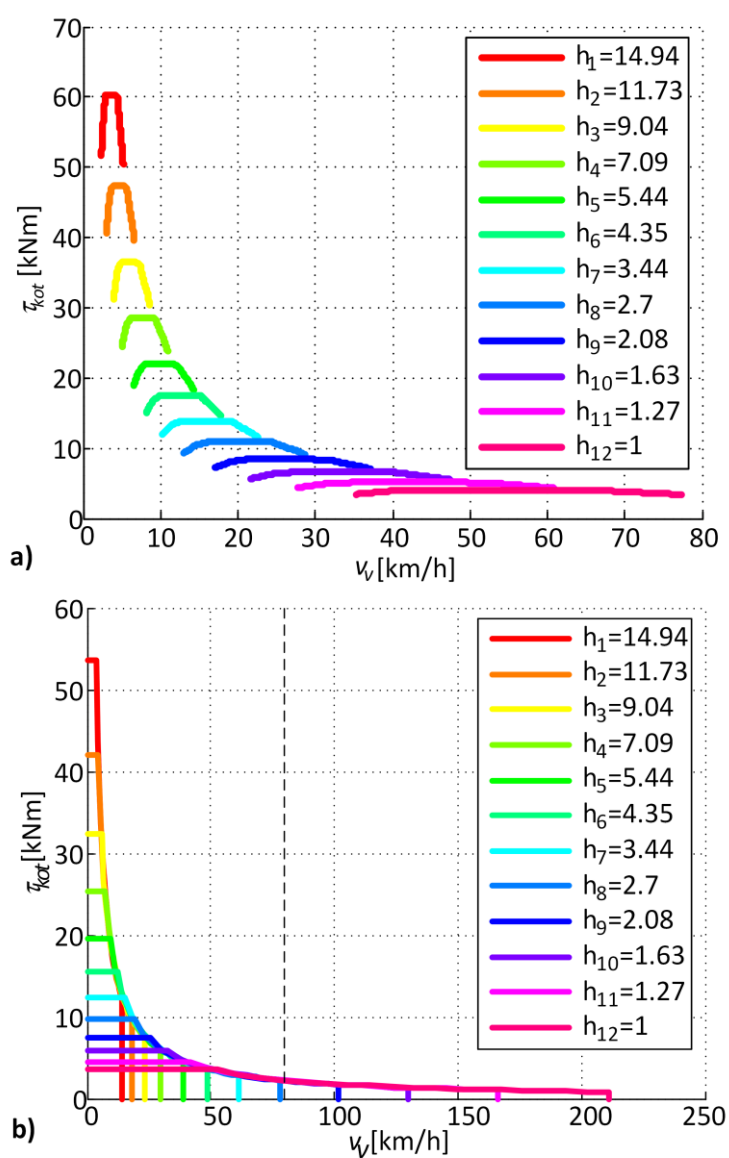 70
60
50
40
30
20
10
0
τkot [kNm]
h1=14.94
h2=11.73
h3=9.04
h4=7.09
h5=5.44
h6=4.35
h7=3.44
h8=2.7
h9=2.08
h10=1.63
h11=1.27
h12=1
0 10 20 30 40 50 60 70 80
a)
vv [km/h]
60
50
40
30
20
10
0
τkot [kNm]
h1=14.94
h2=11.73
h3=9.04
h4=7.09
h5=5.44
h6=4.35
h7=3.44
h8=2.7
h9=2.08
h10=1.63
h11=1.27
h12=1
0 50 100 150 200 250
b)
vv [km/h]